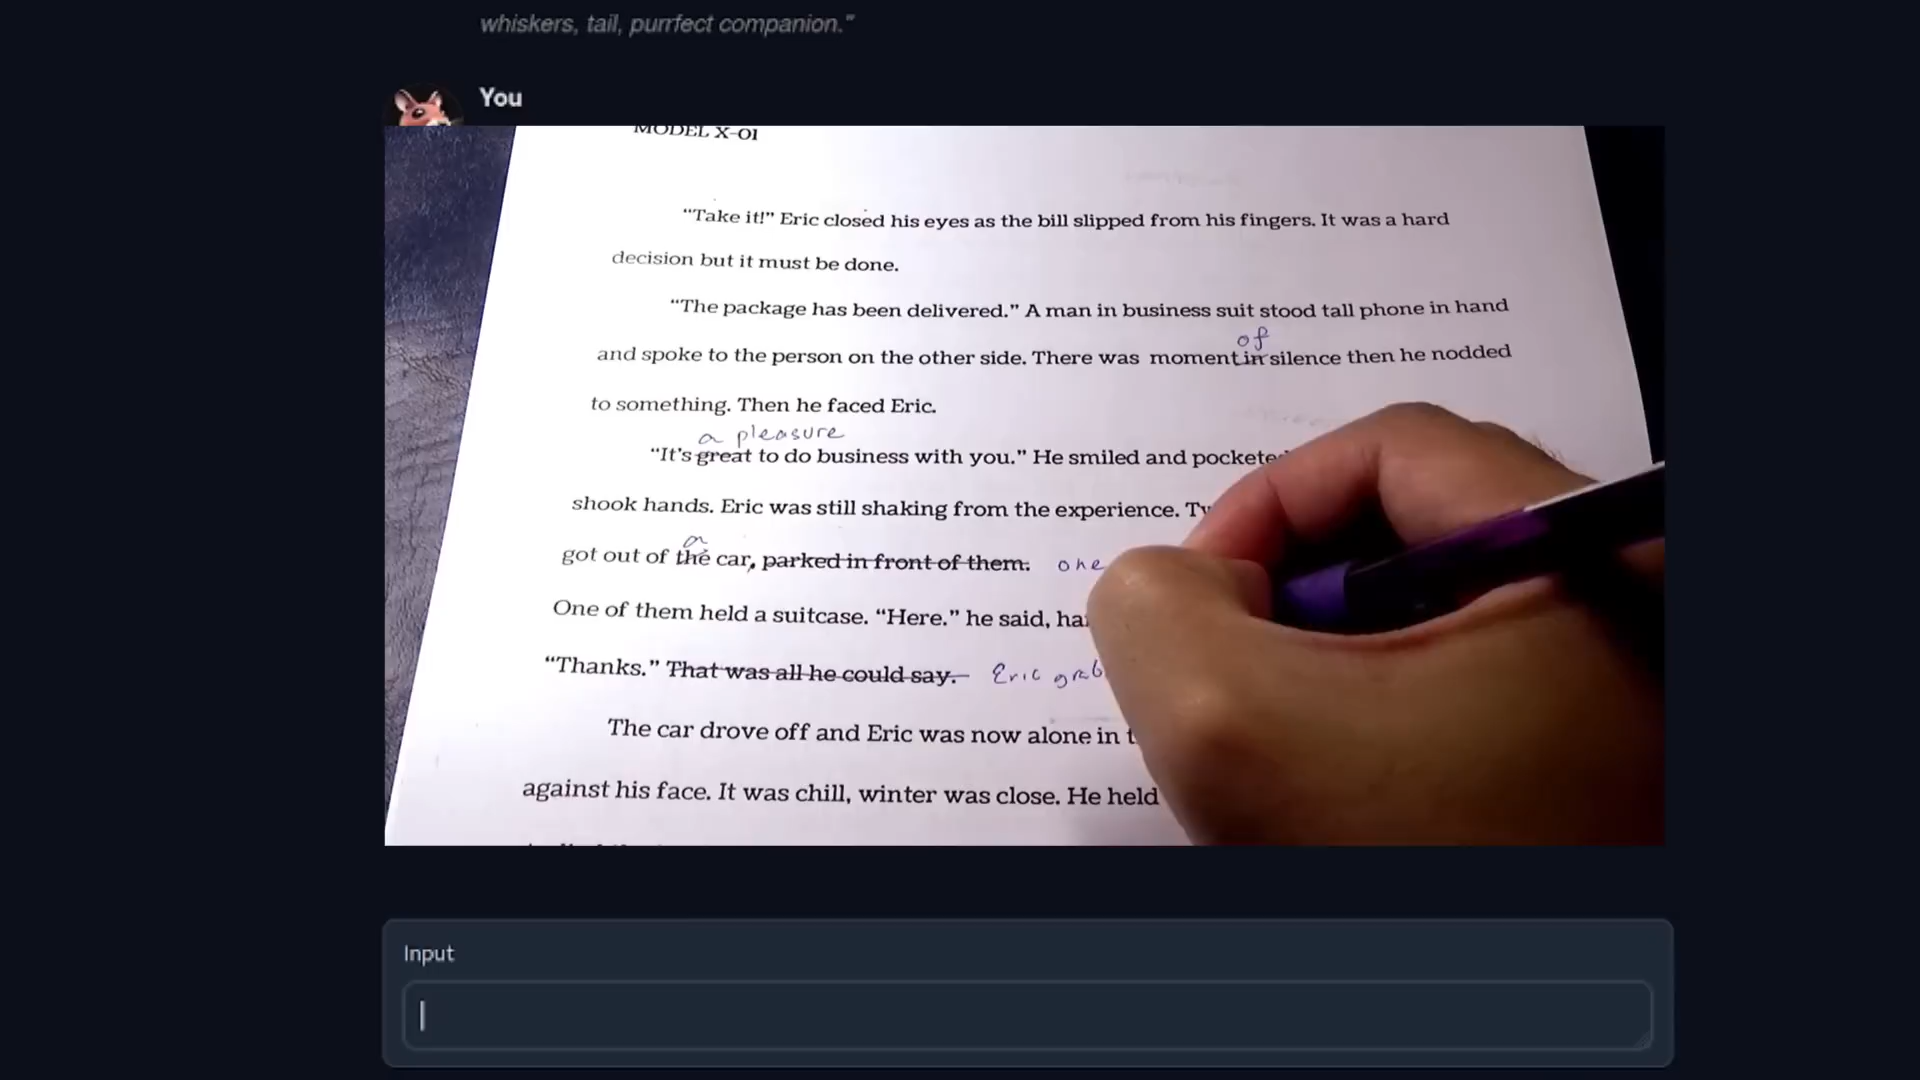 whiskers, tail, purrfect companion."
You
MODEL X-01
"Take it!" Eric closed his eyes as the bill slipped from his fingers. It was a hard
decision but it must be done.
"The package has been delivered." A man in business suit stood tall phone in hand
of
and spoke to the person on the other side. There was moment in silence then he nodded
to something. Then he faced Eric.
a pleasure
"It's great to do business with you." He smiled and
shook hands. Eric was still shaking from the experience.
a
got out of the car, parked in front of them. one
One of them held a suitcase. "Here." he said,
"Thanks." That was all he could say. Eric
The car drove off and Eric was now alone in
against his face. It was chill, winter was close. He held
Input